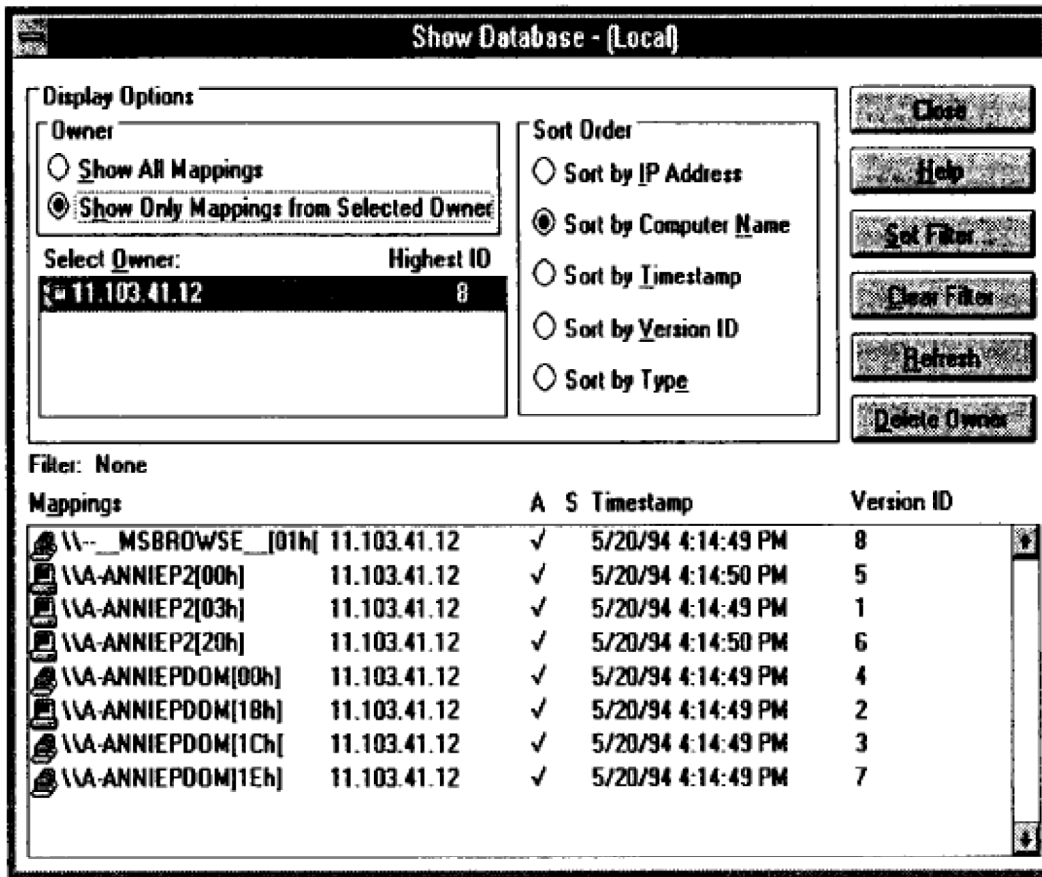 Show Database - (Local)
Display Options
Owner
Show All Mappings
Show Only Mappings from Selected Owner
Select Owner: Highest ID
11.103.41.12 8
Sort Order
Sort by IP Address
Sort by Computer Name
Sort by Timestamp
Sort by Version ID
Sort by Type
Close
Help
Set Filter ...
Clear Filter
Refresh
Delete Owner
Filter: None
Mappings A S Timestamp Version ID
\\--__MSBROWSE__[01h[ 11.103.41.12 √ 5/20/94 4:14:49 PM 8
\\A-ANNIEP2[00h] 11.103.41.12 √ 5/20/94 4:14:50 PM 5
\\A-ANNIEP2[03h] 11.103.41.12 √ 5/20/94 4:14:49 PM 1
\\A-ANNIEP2[20h] 11.103.41.12 √ 5/20/94 4:14:50 PM 6
\\A-ANNIEPDOM[00h] 11.103.41.12 √ 5/20/94 4:14:49 PM 4
\\A-ANNIEPDOM[1Bh] 11.103.41.12 √ 5/20/94 4:14:49 PM 2
\\A-ANNIEPDOM[1Ch[ 11.103.41.12 √ 5/20/94 4:14:49 PM 3
\\A-ANNIEPDOM]1Eh] 11.103.41.12 √ 5/20/94 4:14:49 PM 7